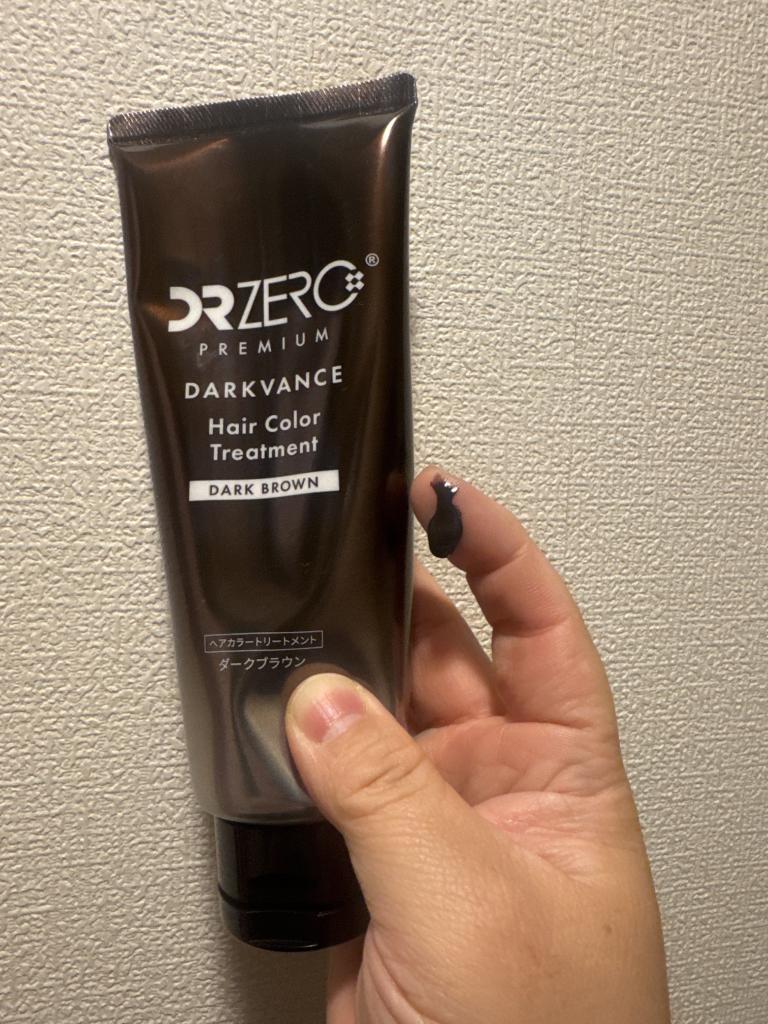 DRZERO®
PREMIUM
DARKVANCE
Hair Color
Treatment
DARK BROWN
ヘアカラートリートメント
ダークブラウン